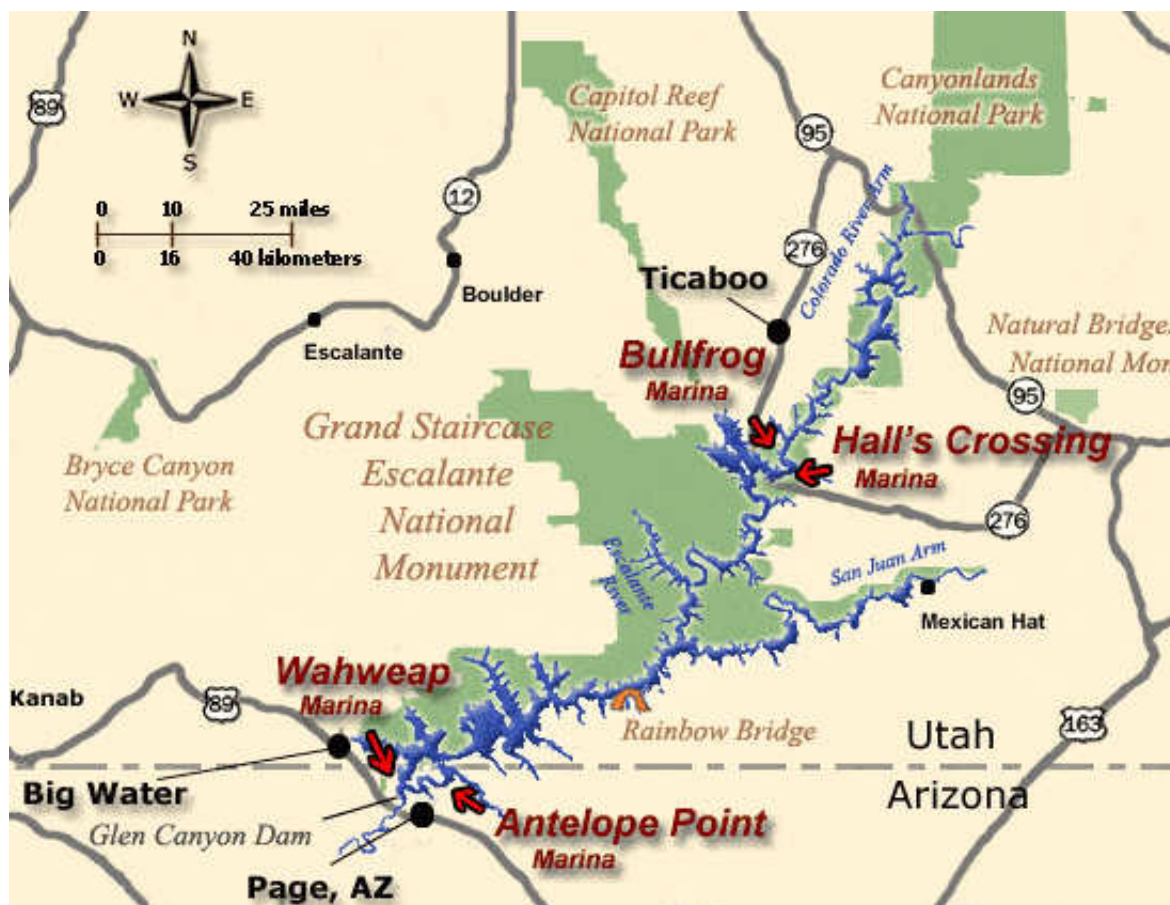 N
W
E
S
89
0 10 25 miles
0 16 40 kilometers
12
Boulder
Escalante
Capitol Reef
National Park
Canyonlands
National Park
95
276
Colorado River Arm
Ticaboo
Bullfrog
Marina
Natural Bridge
National Mon
95
Hall's Crossing
Marina
276
Grand Staircase
Escalante
National
Monument
Bryce Canyon
National Park
Escalante
River
San Juan Arm
Mexican Hat
Wahweap
Marina
Kanab
89
Rainbow Bridge
163
Utah
Arizona
Big Water
Glen Canyon Dam
Antelope Point
Marina
Page, AZ